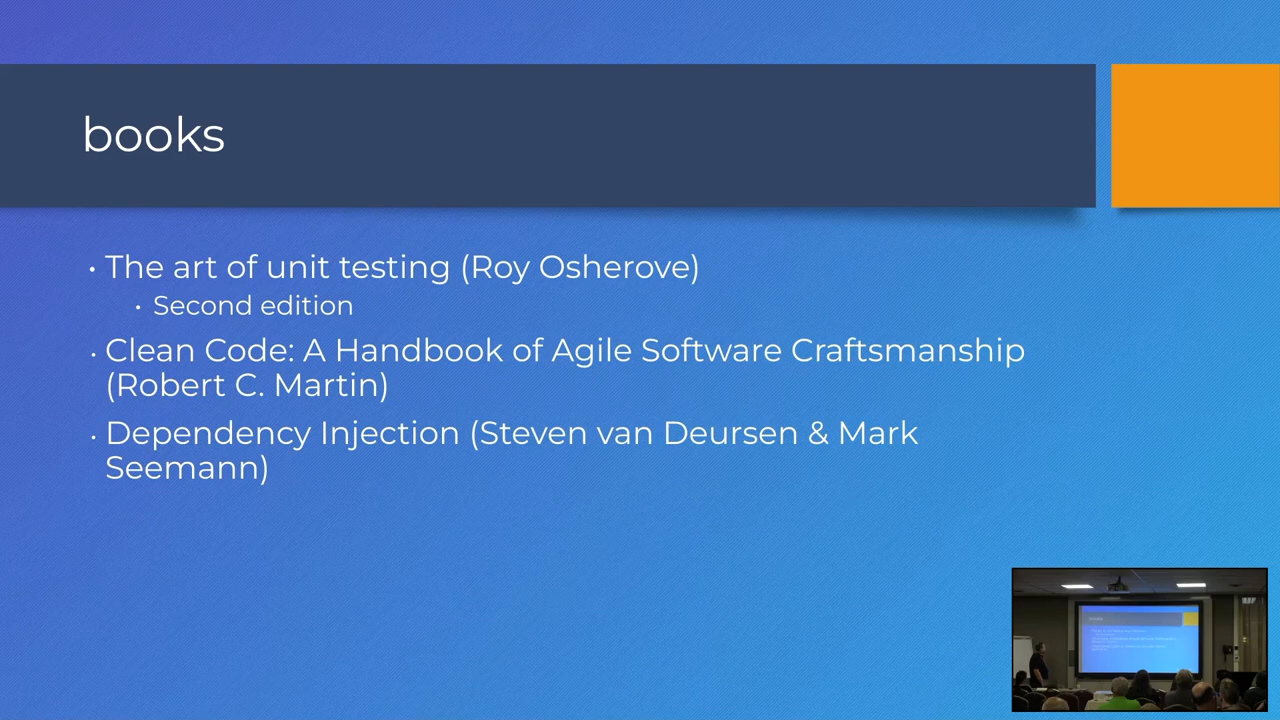 books
• The art of unit testing (Roy Osherove)
• Second edition
• Clean Code: A Handbook of Agile Software Craftsmanship
(Robert C. Martin)
• Dependency Injection (Steven van Deursen & Mark
Seemann)
books